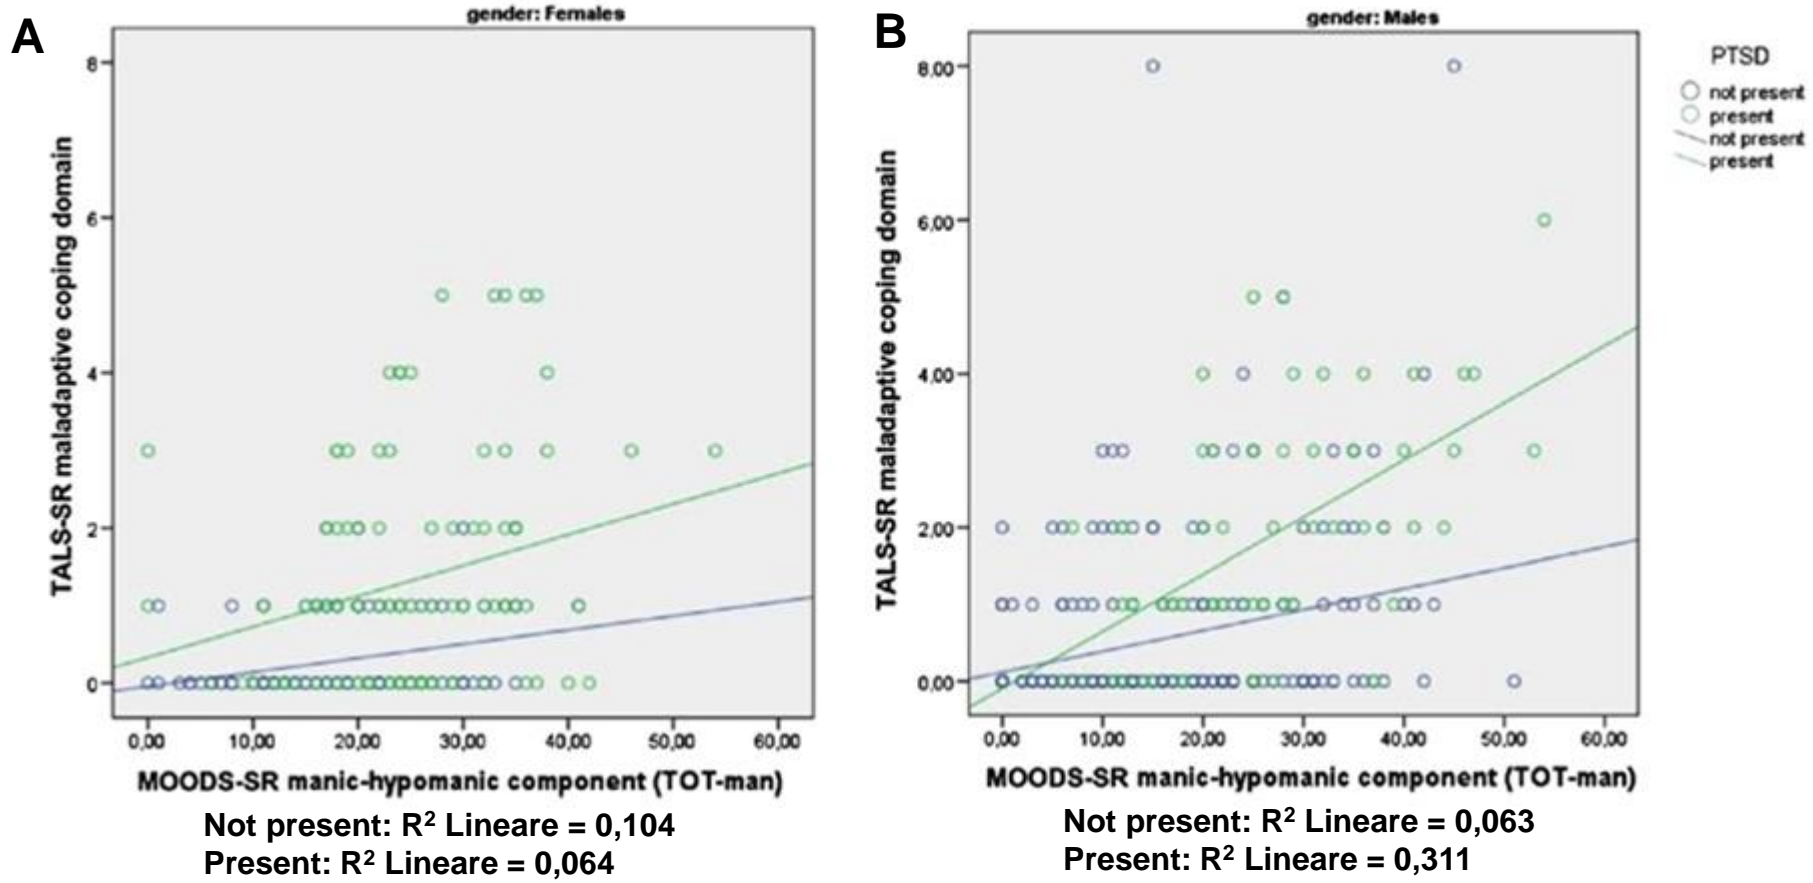 A
gender: Females
TALS-SR maladaptive coping domain
8
6
4
2
0
0,00 10,00 20,00 30,00 40,00 50,00 60,00
MOODS-SR manic-hypomanic component (TOT-man)
Not present: R² Lineare = 0,104
Present: R² Lineare = 0,064
B
gender: Males
TALS-SR maladaptive coping domain
8,00
6,00
4,00
2,00
0,00
0,00 10,00 20,00 30,00 40,00 50,00 60,00
MOODS-SR manic-hypomanic component (TOT-man)
Not present: R² Lineare = 0,063
Present: R² Lineare = 0,311
PTSD
not present
present
not present
present